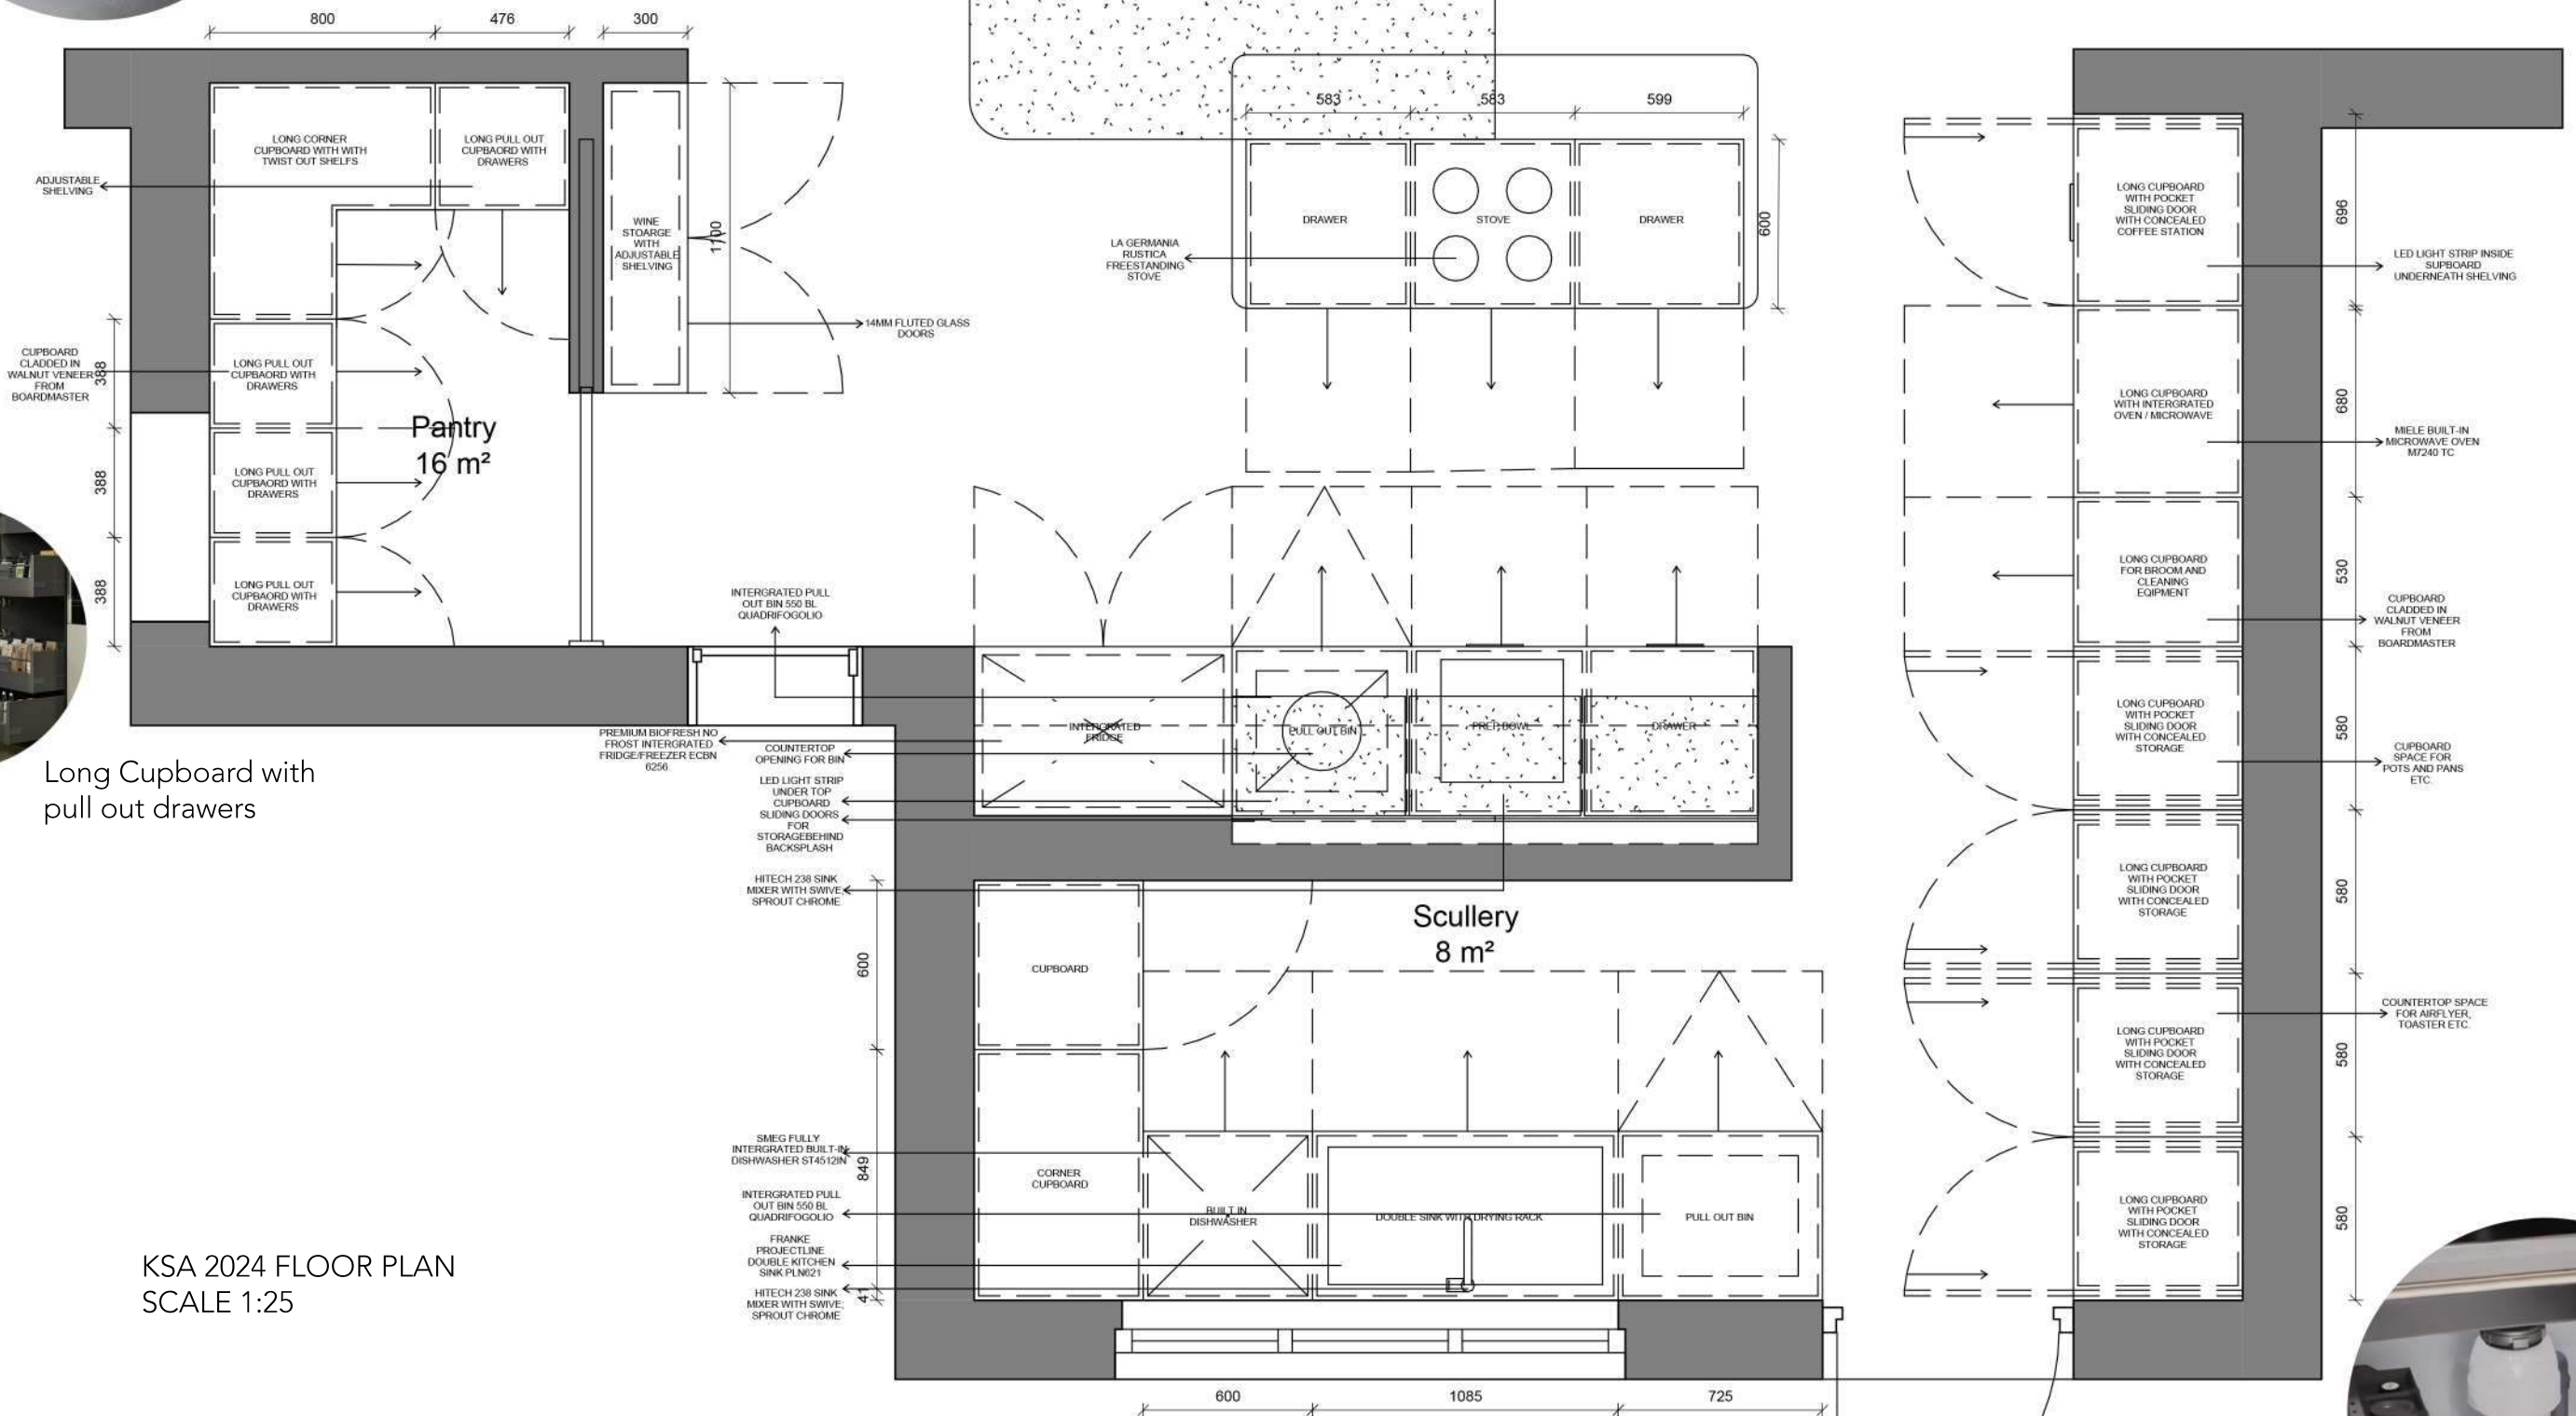 800
476
300
LONG CORNER
CUPBOARD WITH WITH
TWIST OUT SHELFS
LONG PULL OUT
CUPBAORD WITH
DRAWERS
ADJUSTABLE
SHELVING
WINE
STOARGE
WITH
ADJUSTABLE
SHELVING
1100
14MM FLUTED GLASS
DOORS
CUPBOARD
CLADDED IN
WALNUT VENEER
FROM
BOARDMASTER
388
LONG PULL OUT
CUPBAORD WITH
DRAWERS
Pantry
16 m²
388
LONG PULL OUT
CUPBAORD WITH
DRAWERS
388
LONG PULL OUT
CUPBAORD WITH
DRAWERS
Long Cupboard with
pull out drawers
583
583
599
DRAWER
STOVE
DRAWER
600
LA GERMANIA
RUSTICA
FREESTANDING
STOVE
INTERGRATED PULL
OUT BIN 550 BL
QUADRIFOGOLIO
PREMIUM BIOFRESH NO
FROST INTERGRATED
FRIDGE/FREEZER ECBN
6256
COUNTERTOP
OPENING FOR BIN
LED LIGHT STRIP
UNDER TOP
CUPBOARD
SLIDING DOORS
FOR
STORAGEBEHIND
BACKSPLASH
HITECH 238 SINK
MIXER WITH SWIVE
SPROUT CHROME
INTERGRATED
FRIDGE
PULL OUT BIN
PREP BOWL
DRAWER
Scullery
8 m²
600
CUPBOARD
849
CORNER
CUPBOARD
41
SMEG FULLY
INTERGRATED BUILT-IN
DISHWASHER ST4512IN
INTERGRATED PULL
OUT BIN 550 BL
QUADRIFOGOLIO
FRANKE
PROJECTLINE
DOUBLE KITCHEN
SINK PLN621
HITECH 238 SINK
MIXER WITH SWIVE;
SPROUT CHROME
BUILT IN
DISHWASHER
DOUBLE SINK WITH DRYING RACK
PULL OUT BIN
600
1085
725
LONG CUPBOARD
WITH POCKET
SLIDING DOOR
WITH CONCEALED
COFFEE STATION
696
LED LIGHT STRIP INSIDE
SUPBOARD
UNDERNEATH SHELVING
LONG CUPBOARD
WITH INTERGRATED
OVEN / MICROWAVE
680
MIELE BUILT-IN
MICROWAVE OVEN
M7240 TC
LONG CUPBOARD
FOR BROOM AND
CLEANING
EQIPMENT
530
CUPBOARD
CLADDED IN
WALNUT VENEER
FROM
BOARDMASTER
LONG CUPBOARD
WITH POCKET
SLIDING DOOR
WITH CONCEALED
STORAGE
580
CUPBOARD
SPACE FOR
POTS AND PANS
ETC.
LONG CUPBOARD
WITH POCKET
SLIDING DOOR
WITH CONCEALED
STORAGE
580
LONG CUPBOARD
WITH POCKET
SLIDING DOOR
WITH CONCEALED
STORAGE
580
COUNTERTOP SPACE
FOR AIRFLYER,
TOASTER ETC.
LONG CUPBOARD
WITH POCKET
SLIDING DOOR
WITH CONCEALED
STORAGE
580
KSA 2024 FLOOR PLAN
SCALE 1:25